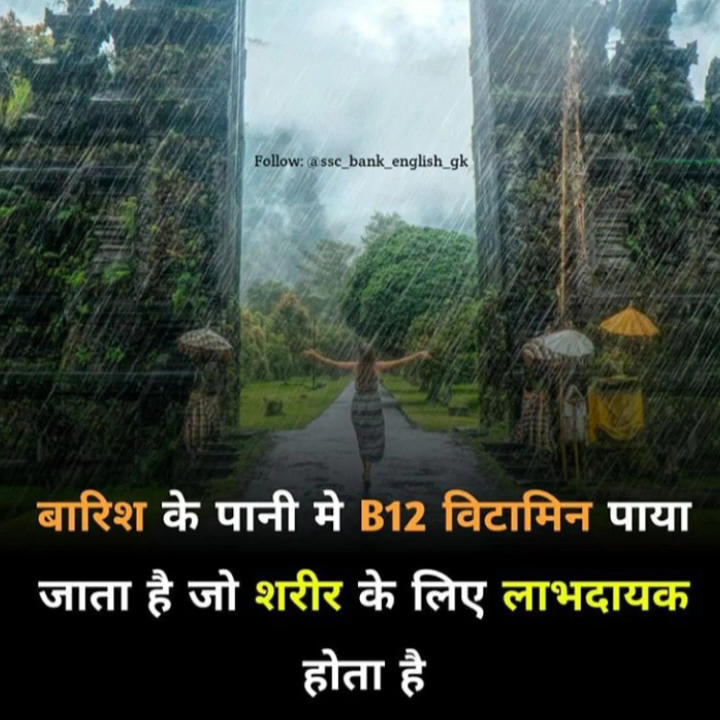 Follow: @ssc_bank_english_gk
बारिश के पानी मे B12 विटामिन पाया
जाता है जो शरीर के लिए लाभदायक
होता है